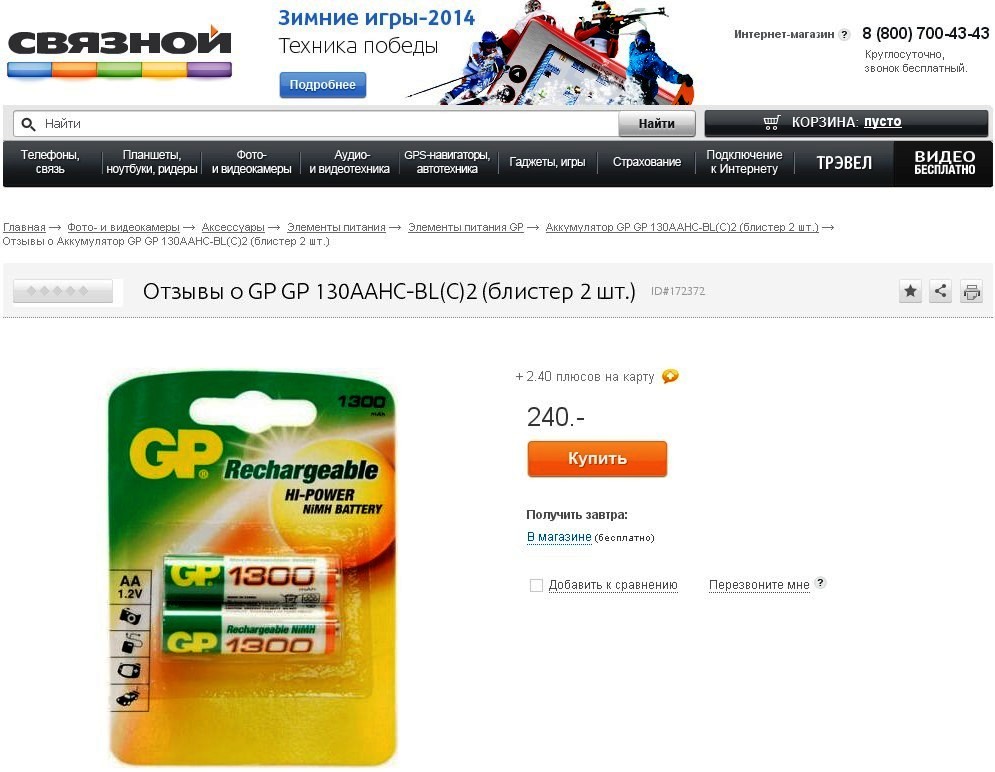 СВЯЗНОЙ
Зимние игры-2014
Техника победы
Подробнее
Интернет-магазин ? 8 (800) 700-43-43
Круглосуточно,
звонок бесплатный.
Найти
Найти
КОРЗИНА: пусто
Телефоны,
связь
Планшеты,
ноутбуки, ридеры
Фото-
и видеокамеры
Аудио-
и видеотехника
GPS-навигаторы,
автотехника
Гаджеты, игры
Страхование
Подключение
к Интернету
ТРЭВЕЛ
ВИДЕО
БЕСПЛАТНО
Главная → Фото- и видеокамеры → Аксессуары → Элементы питания → Элементы питания GP → Аккумулятор GP GP 130AAHC-BL(C)2 (блистер 2 шт.) →
Отзывы о Аккумулятор GP GP 130AAHC-BL(C)2 (блистер 2 шт.)
Отзывы о GP GP 130AAHC-BL(C)2 (блистер 2 шт.) ID#172372
+ 2.40 плюсов на карту
240.-
Купить
Получить завтра:
В магазине (бесплатно)
Добавить к сравнению
Перезвоните мне ?
1300
mAh
GP®
Rechargeable
HI-POWER
NiMH BATTERY
AA
1.2V
GP 1300
mAh
Rechargeable NiMH
GP 1300